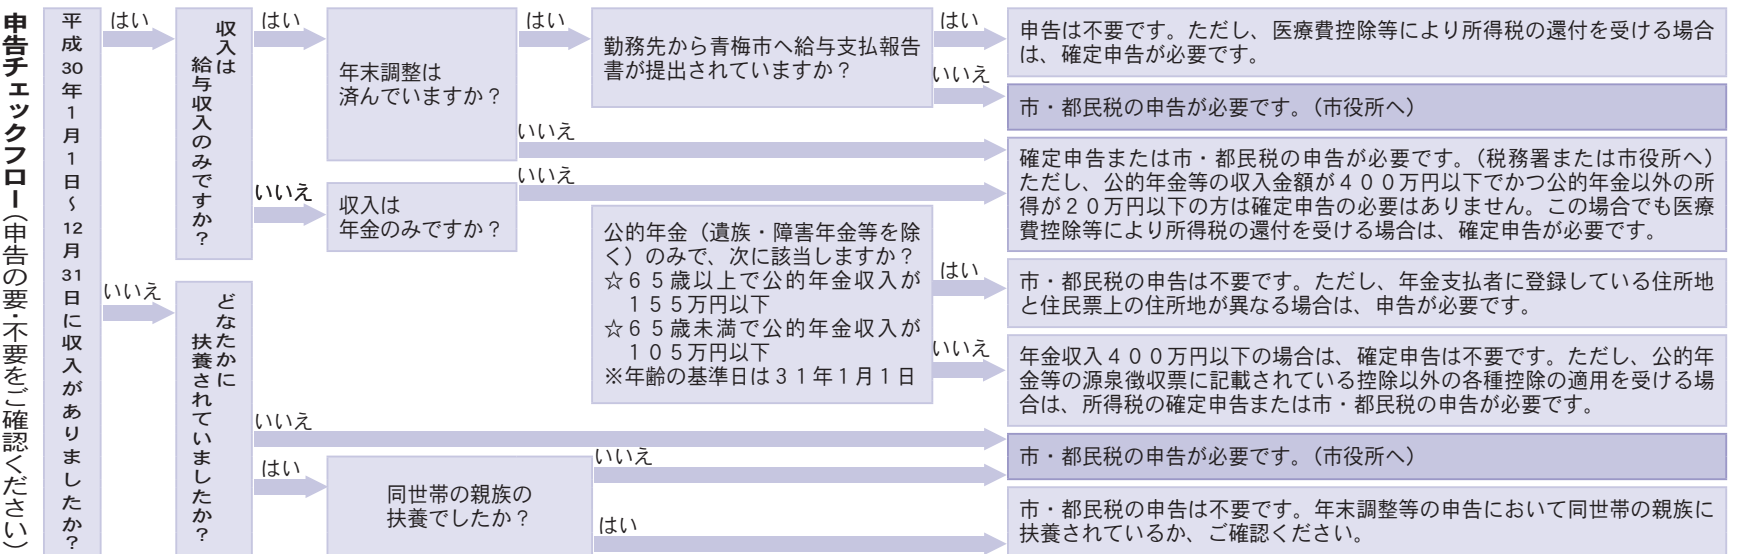 申告チェックフロー（申告の要・不要をご確認ください）
平成30年1月1日～12月31日に収入がありましたか？
はい
収入は
給与収入のみですか？
はい
年末調整は
済んでいますか？
はい
勤務先から青梅市へ給与支払報告
書が提出されていますか？
はい
申告は不要です。ただし、医療費控除等により所得税の還付を受ける場合
は、確定申告が必要です。
いいえ
市・都民税の申告が必要です。（市役所へ）
いいえ
確定申告または市・都民税の申告が必要です。（税務署または市役所へ）
ただし、公的年金等の収入金額が４００万円以下でかつ公的年金以外の所
得が２０万円以下の方は確定申告の必要はありません。この場合でも医療
費控除等により所得税の還付を受ける場合は、確定申告が必要です。
いいえ
収入は
年金のみですか？
いいえ
公的年金（遺族・障害年金等を除
く）のみで、次に該当しますか？
☆６５歳以上で公的年金収入が
１５５万円以下
☆６５歳未満で公的年金収入が
１０５万円以下
※年齢の基準日は３１年１月１日
はい
市・都民税の申告は不要です。ただし、年金支払者に登録している住所地
と住民票上の住所地が異なる場合は、申告が必要です。
いいえ
年金収入４００万円以下の場合は、確定申告は不要です。ただし、公的年
金等の源泉徴収票に記載されている控除以外の各種控除の適用を受ける場
合は、所得税の確定申告または市・都民税の申告が必要です。
いいえ
どなたかに
扶養されていましたか？
いいえ
市・都民税の申告が必要です。（市役所へ）
はい
同世帯の親族の
扶養でしたか？
いいえ
はい
市・都民税の申告は不要です。年末調整等の申告において同世帯の親族に
扶養されているか、ご確認ください。